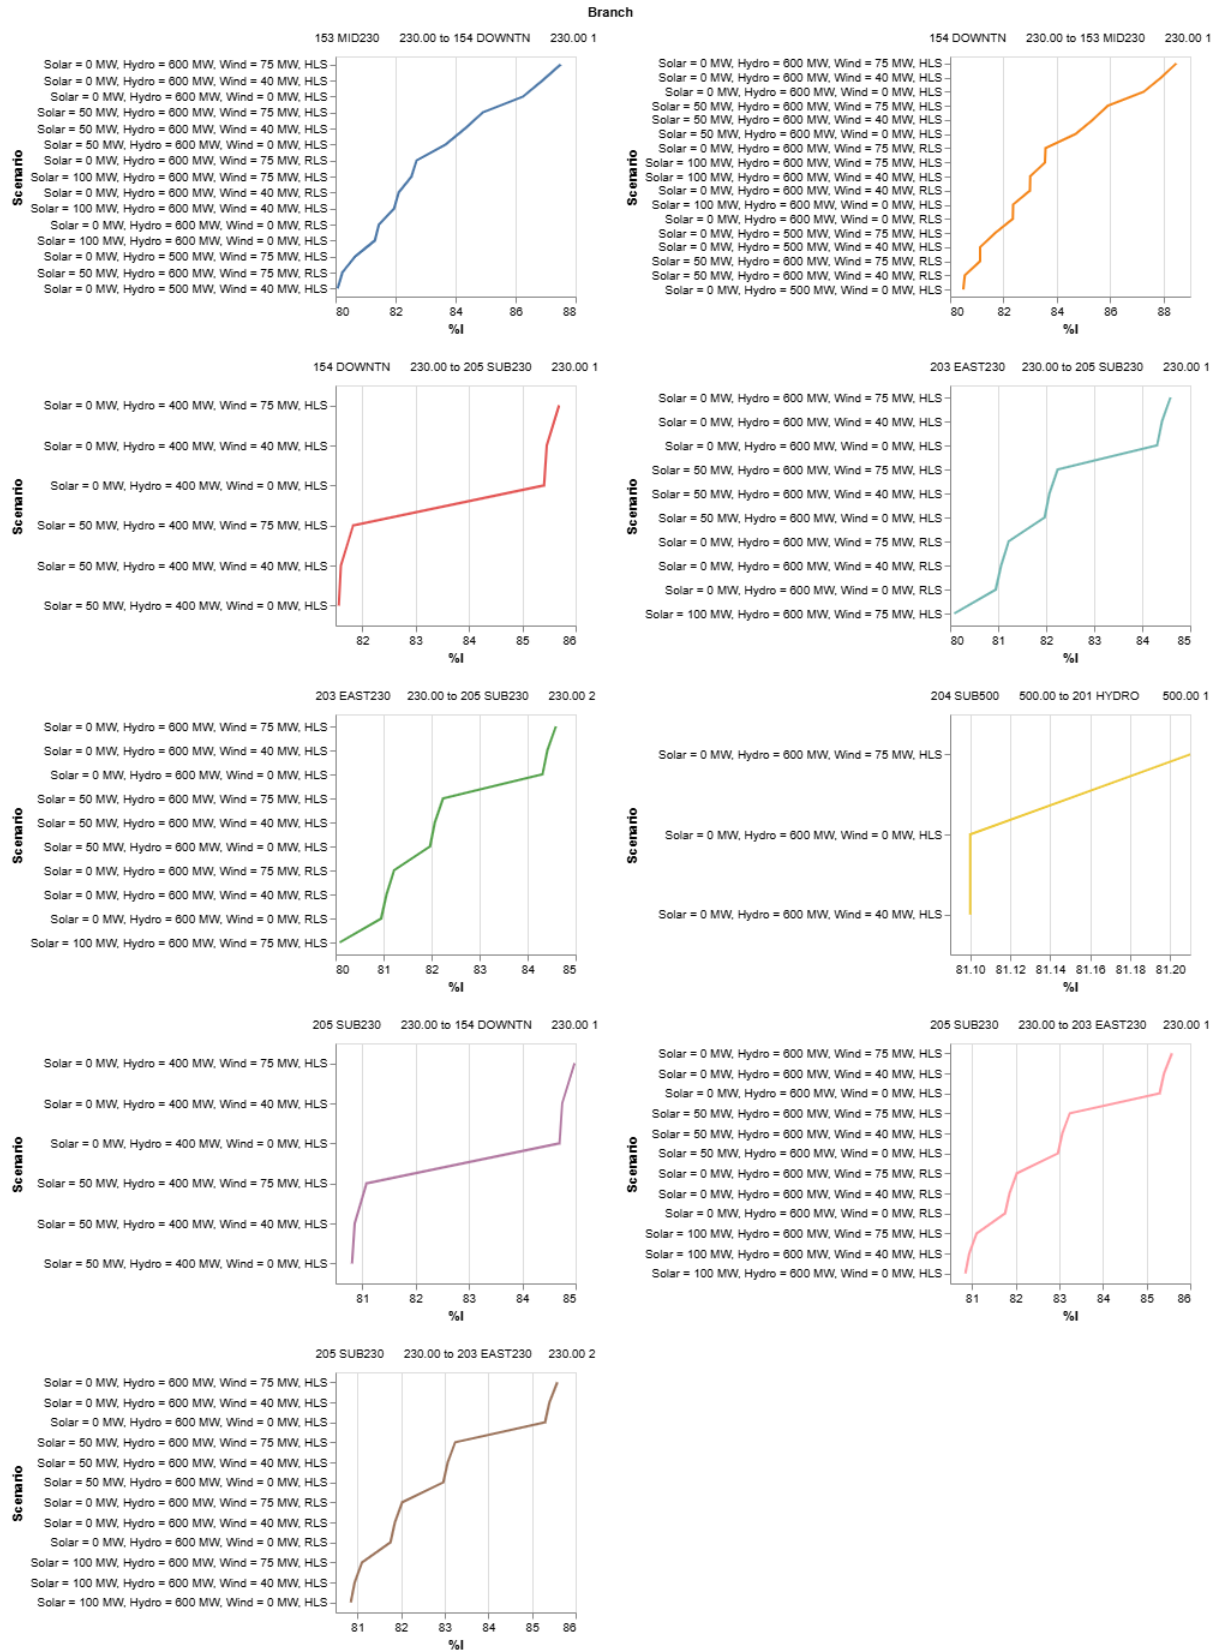 Branch
153 MID230 230.00 to 154 DOWNTN 230.00 1
Scenario
Solar = 0 MW, Hydro = 600 MW, Wind = 75 MW, HLS
Solar = 0 MW, Hydro = 600 MW, Wind = 40 MW, HLS
Solar = 0 MW, Hydro = 600 MW, Wind = 0 MW, HLS
Solar = 50 MW, Hydro = 600 MW, Wind = 75 MW, HLS
Solar = 50 MW, Hydro = 600 MW, Wind = 40 MW, HLS
Solar = 50 MW, Hydro = 600 MW, Wind = 0 MW, HLS
Solar = 0 MW, Hydro = 600 MW, Wind = 75 MW, RLS
Solar = 100 MW, Hydro = 600 MW, Wind = 75 MW, HLS
Solar = 0 MW, Hydro = 600 MW, Wind = 40 MW, RLS
Solar = 100 MW, Hydro = 600 MW, Wind = 40 MW, HLS
Solar = 0 MW, Hydro = 600 MW, Wind = 0 MW, RLS
Solar = 100 MW, Hydro = 600 MW, Wind = 0 MW, HLS
Solar = 0 MW, Hydro = 500 MW, Wind = 75 MW, HLS
Solar = 50 MW, Hydro = 600 MW, Wind = 75 MW, RLS
Solar = 0 MW, Hydro = 500 MW, Wind = 40 MW, HLS
80 82 84 86 88
%I
154 DOWNTN 230.00 to 153 MID230 230.00 1
Scenario
Solar = 0 MW, Hydro = 600 MW, Wind = 75 MW, HLS
Solar = 0 MW, Hydro = 600 MW, Wind = 40 MW, HLS
Solar = 0 MW, Hydro = 600 MW, Wind = 0 MW, HLS
Solar = 50 MW, Hydro = 600 MW, Wind = 75 MW, HLS
Solar = 50 MW, Hydro = 600 MW, Wind = 40 MW, HLS
Solar = 50 MW, Hydro = 600 MW, Wind = 0 MW, HLS
Solar = 0 MW, Hydro = 600 MW, Wind = 75 MW, RLS
Solar = 100 MW, Hydro = 600 MW, Wind = 75 MW, HLS
Solar = 100 MW, Hydro = 600 MW, Wind = 40 MW, HLS
Solar = 0 MW, Hydro = 600 MW, Wind = 40 MW, RLS
Solar = 100 MW, Hydro = 600 MW, Wind = 0 MW, HLS
Solar = 0 MW, Hydro = 600 MW, Wind = 0 MW, RLS
Solar = 0 MW, Hydro = 500 MW, Wind = 75 MW, HLS
Solar = 0 MW, Hydro = 500 MW, Wind = 40 MW, HLS
Solar = 50 MW, Hydro = 600 MW, Wind = 75 MW, RLS
Solar = 50 MW, Hydro = 600 MW, Wind = 40 MW, RLS
Solar = 0 MW, Hydro = 500 MW, Wind = 0 MW, HLS
80 82 84 86 88
%I
154 DOWNTN 230.00 to 205 SUB230 230.00 1
Scenario
Solar = 0 MW, Hydro = 400 MW, Wind = 75 MW, HLS
Solar = 0 MW, Hydro = 400 MW, Wind = 40 MW, HLS
Solar = 0 MW, Hydro = 400 MW, Wind = 0 MW, HLS
Solar = 50 MW, Hydro = 400 MW, Wind = 75 MW, HLS
Solar = 50 MW, Hydro = 400 MW, Wind = 40 MW, HLS
Solar = 50 MW, Hydro = 400 MW, Wind = 0 MW, HLS
82 83 84 85 86
%I
203 EAST230 230.00 to 205 SUB230 230.00 1
Scenario
Solar = 0 MW, Hydro = 600 MW, Wind = 75 MW, HLS
Solar = 0 MW, Hydro = 600 MW, Wind = 40 MW, HLS
Solar = 0 MW, Hydro = 600 MW, Wind = 0 MW, HLS
Solar = 50 MW, Hydro = 600 MW, Wind = 75 MW, HLS
Solar = 50 MW, Hydro = 600 MW, Wind = 40 MW, HLS
Solar = 50 MW, Hydro = 600 MW, Wind = 0 MW, HLS
Solar = 0 MW, Hydro = 600 MW, Wind = 75 MW, RLS
Solar = 0 MW, Hydro = 600 MW, Wind = 40 MW, RLS
Solar = 0 MW, Hydro = 600 MW, Wind = 0 MW, RLS
Solar = 100 MW, Hydro = 600 MW, Wind = 75 MW, HLS
80 81 82 83 84 85
%I
203 EAST230 230.00 to 205 SUB230 230.00 2
Scenario
Solar = 0 MW, Hydro = 600 MW, Wind = 75 MW, HLS
Solar = 0 MW, Hydro = 600 MW, Wind = 40 MW, HLS
Solar = 0 MW, Hydro = 600 MW, Wind = 0 MW, HLS
Solar = 50 MW, Hydro = 600 MW, Wind = 75 MW, HLS
Solar = 50 MW, Hydro = 600 MW, Wind = 40 MW, HLS
Solar = 50 MW, Hydro = 600 MW, Wind = 0 MW, HLS
Solar = 0 MW, Hydro = 600 MW, Wind = 75 MW, RLS
Solar = 0 MW, Hydro = 600 MW, Wind = 40 MW, RLS
Solar = 0 MW, Hydro = 600 MW, Wind = 0 MW, RLS
Solar = 100 MW, Hydro = 600 MW, Wind = 75 MW, HLS
80 81 82 83 84 85
%I
204 SUB500 500.00 to 201 HYDRO 500.00 1
Scenario
Solar = 0 MW, Hydro = 600 MW, Wind = 75 MW, HLS
Solar = 0 MW, Hydro = 600 MW, Wind = 0 MW, HLS
Solar = 0 MW, Hydro = 600 MW, Wind = 40 MW, HLS
81.10 81.12 81.14 81.16 81.18 81.20
%I
205 SUB230 230.00 to 154 DOWNTN 230.00 1
Scenario
Solar = 0 MW, Hydro = 400 MW, Wind = 75 MW, HLS
Solar = 0 MW, Hydro = 400 MW, Wind = 40 MW, HLS
Solar = 0 MW, Hydro = 400 MW, Wind = 0 MW, HLS
Solar = 50 MW, Hydro = 400 MW, Wind = 75 MW, HLS
Solar = 50 MW, Hydro = 400 MW, Wind = 40 MW, HLS
Solar = 50 MW, Hydro = 400 MW, Wind = 0 MW, HLS
81 82 83 84 85
%I
205 SUB230 230.00 to 203 EAST230 230.00 1
Scenario
Solar = 0 MW, Hydro = 600 MW, Wind = 75 MW, HLS
Solar = 0 MW, Hydro = 600 MW, Wind = 40 MW, HLS
Solar = 0 MW, Hydro = 600 MW, Wind = 0 MW, HLS
Solar = 50 MW, Hydro = 600 MW, Wind = 75 MW, HLS
Solar = 50 MW, Hydro = 600 MW, Wind = 40 MW, HLS
Solar = 50 MW, Hydro = 600 MW, Wind = 0 MW, HLS
Solar = 0 MW, Hydro = 600 MW, Wind = 75 MW, RLS
Solar = 0 MW, Hydro = 600 MW, Wind = 40 MW, RLS
Solar = 0 MW, Hydro = 600 MW, Wind = 0 MW, RLS
Solar = 100 MW, Hydro = 600 MW, Wind = 75 MW, HLS
Solar = 100 MW, Hydro = 600 MW, Wind = 40 MW, HLS
Solar = 100 MW, Hydro = 600 MW, Wind = 0 MW, HLS
81 82 83 84 85 86
%I
205 SUB230 230.00 to 203 EAST230 230.00 2
Scenario
Solar = 0 MW, Hydro = 600 MW, Wind = 75 MW, HLS
Solar = 0 MW, Hydro = 600 MW, Wind = 40 MW, HLS
Solar = 0 MW, Hydro = 600 MW, Wind = 0 MW, HLS
Solar = 50 MW, Hydro = 600 MW, Wind = 75 MW, HLS
Solar = 50 MW, Hydro = 600 MW, Wind = 40 MW, HLS
Solar = 50 MW, Hydro = 600 MW, Wind = 0 MW, HLS
Solar = 0 MW, Hydro = 600 MW, Wind = 75 MW, RLS
Solar = 0 MW, Hydro = 600 MW, Wind = 40 MW, RLS
Solar = 0 MW, Hydro = 600 MW, Wind = 0 MW, RLS
Solar = 100 MW, Hydro = 600 MW, Wind = 75 MW, HLS
Solar = 100 MW, Hydro = 600 MW, Wind = 40 MW, HLS
Solar = 100 MW, Hydro = 600 MW, Wind = 0 MW, HLS
81 82 83 84 85 86
%I